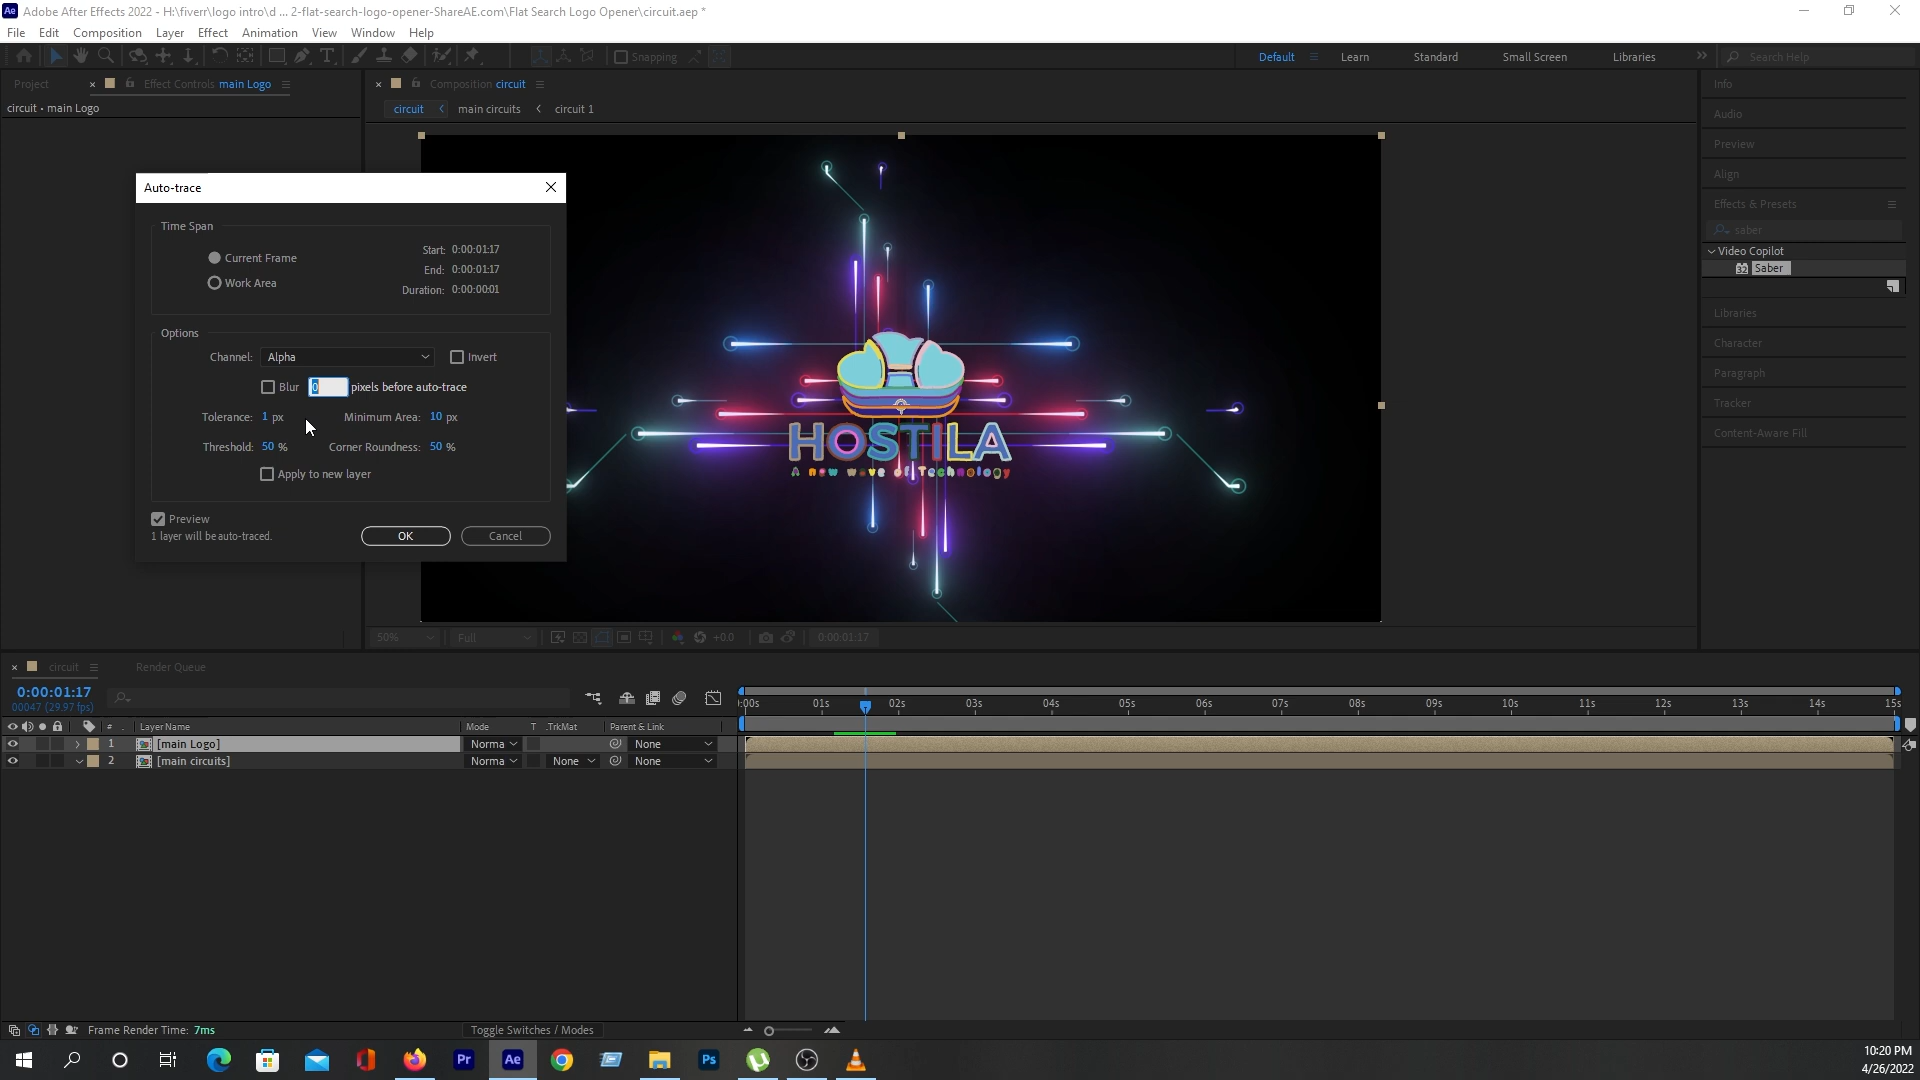 Adobe After Effects 2022 - H:\fiverr\logo intro\d ... 2-flat-search-logo-opener-ShareAE.com\Flat Search Logo Opener\circuit.aep *
File Edit Composition Layer Effect Animation View Window Help
Snapping Default Learn Standard Small Screen Libraries Search Help
Project Effect Controls main Logo Composition circuit Info
circuit • main Logo circuit main circuits circuit 1
Audio
Preview
Align
Auto-trace
Effects & Presets
Time Span
saber
Current Frame Start: 0:00:01:17
Video Copilot
End: 0:00:01:17
32 Saber
Work Area Duration: 0:00:00:01
Libraries
Options
Character
Channel: Alpha Invert
Paragraph
Blur 0 pixels before auto-trace
Tracker
Tolerance: 1 px Minimum Area: 10 px
Content-Aware Fill
Threshold: 50 % Corner Roundness: 50 %
HOSTILA
A new wave of Technology
Apply to new layer
Preview
1 layer will be auto-traced. OK Cancel
50% Full +0.0 0:00:01:17
circuit Render Queue
0:00:01:17
00047 (29.97 fps)
:00s 01s 02s 03s 04s 05s 06s 07s 08s 09s 10s 11s 12s 13s 14s 15s
# Layer Name Mode T .TrkMat Parent & Link
1 [main Logo] Norma None
2 [main circuits] Norma None None
Frame Render Time: 7ms Toggle Switches / Modes
Pr Ae Ps
10:20 PM
4/26/2022